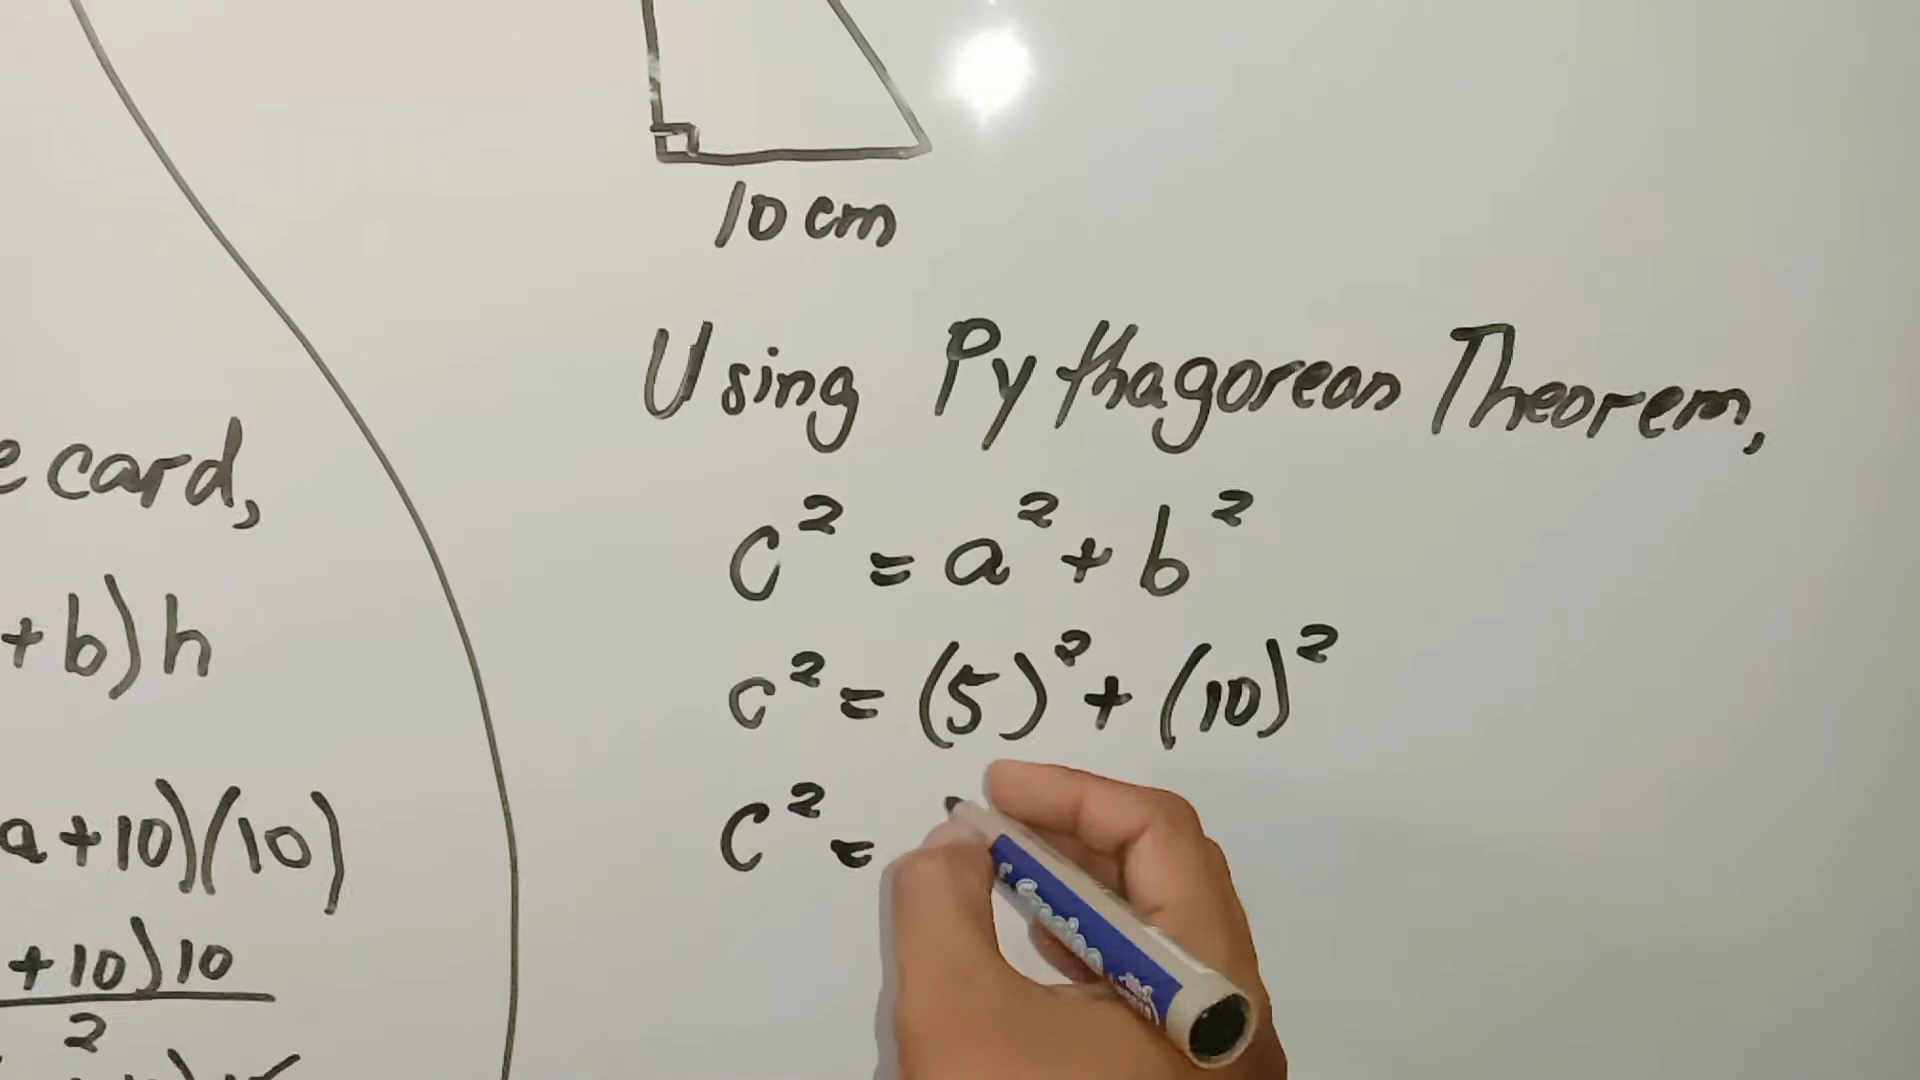 10 cm
Using Pythagorean Theorem,
c² = a² + b²
c² = (5)² + (10)²
c² =
card,
+ b) h
a + 10)(10)
+ 10) 10
2